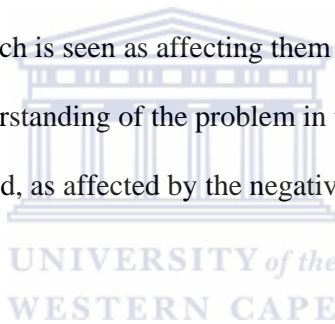 ch is seen as affecting them
erstanding of the problem in
d, as affected by the negativ
UNIVERSITY of the
WESTERN CAPE